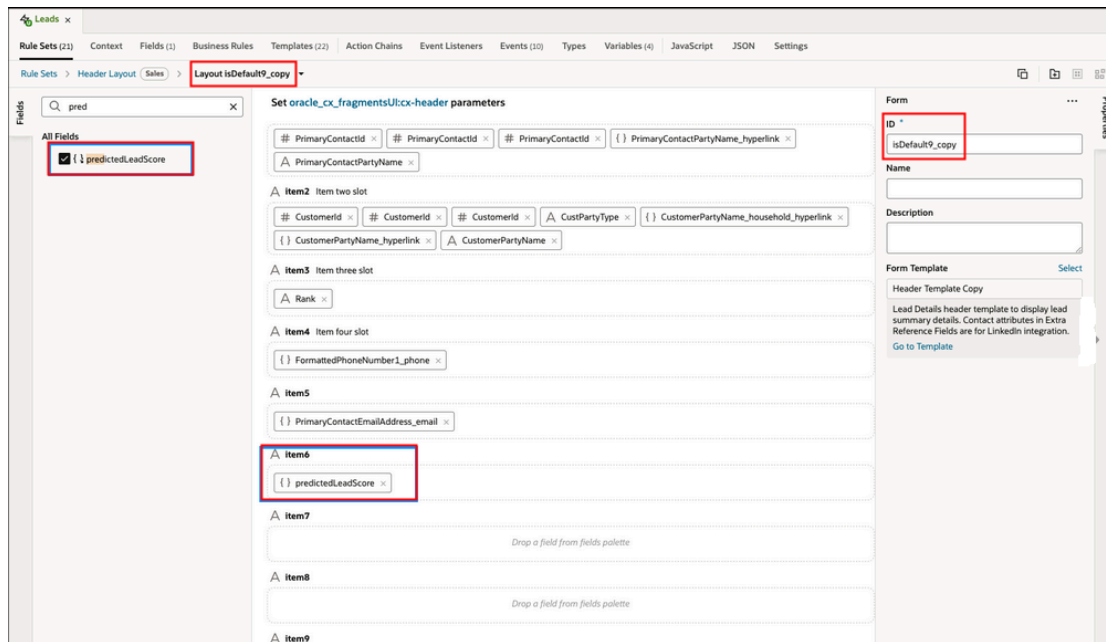 Leads ×
Rule Sets (21) Context Fields (1) Business Rules Templates (22) Action Chains Event Listeners Events (10) Types Variables (4) JavaScript JSON Settings
Rule Sets > Header Layout Sales > Layout isDefault9_copy
Fields
pred ×
All Fields
{ } predictedLeadScore
Set oracle_cx_fragmentsUI:cx-header parameters
# PrimaryContactId × # PrimaryContactId × # PrimaryContactId × { } PrimaryContactPartyName_hyperlink ×
A PrimaryContactPartyName ×
A item2 Item two slot
# CustomerId × # CustomerId × # CustomerId × A CustPartyType × { } CustomerPartyName_household_hyperlink ×
{ } CustomerPartyName_hyperlink × A CustomerPartyName ×
A item3 Item three slot
A Rank ×
A item4 Item four slot
{ } FormattedPhoneNumber1_phone ×
A item5
{ } PrimaryContactEmailAddress_email ×
A item6
{ } predictedLeadScore ×
A item7
Drop a field from fields palette
A item8
Drop a field from fields palette
A item9
Form ...
ID *
isDefault9_copy
Name
Description
Form Template Select
Header Template Copy
Lead Details header template to display lead
summary details. Contact attributes in Extra
Reference Fields are for LinkedIn integration.
Go to Template